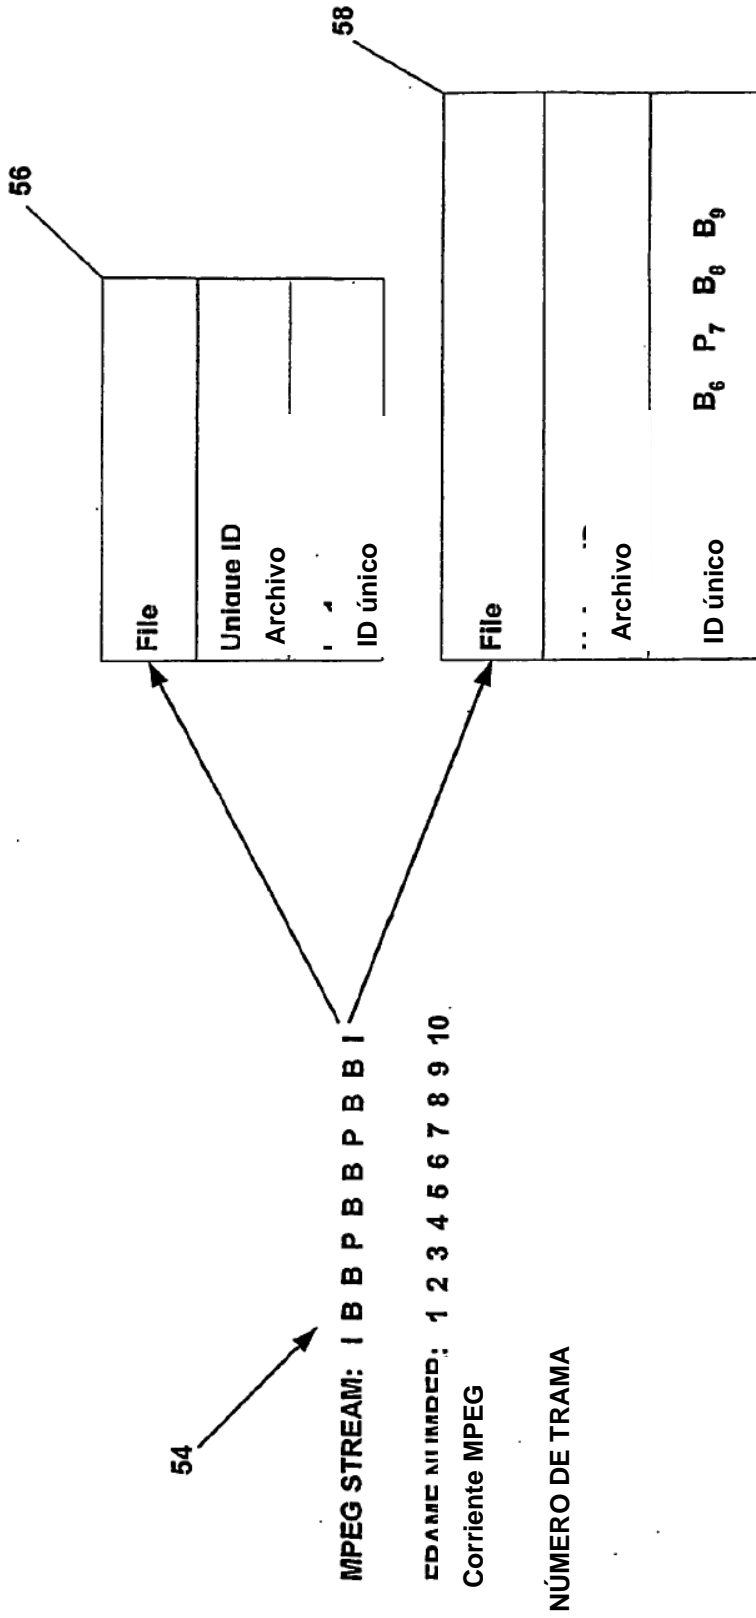 54
MPEG STREAM: I B B P B B P B B I
FRAME NUMBER: 1 2 3 4 5 6 7 8 9 10
Corriente MPEG
NÚMERO DE TRAMA
56
File
Unique ID
Archivo
ID único
58
File
Archivo
ID único
B6 P7 B8 B9